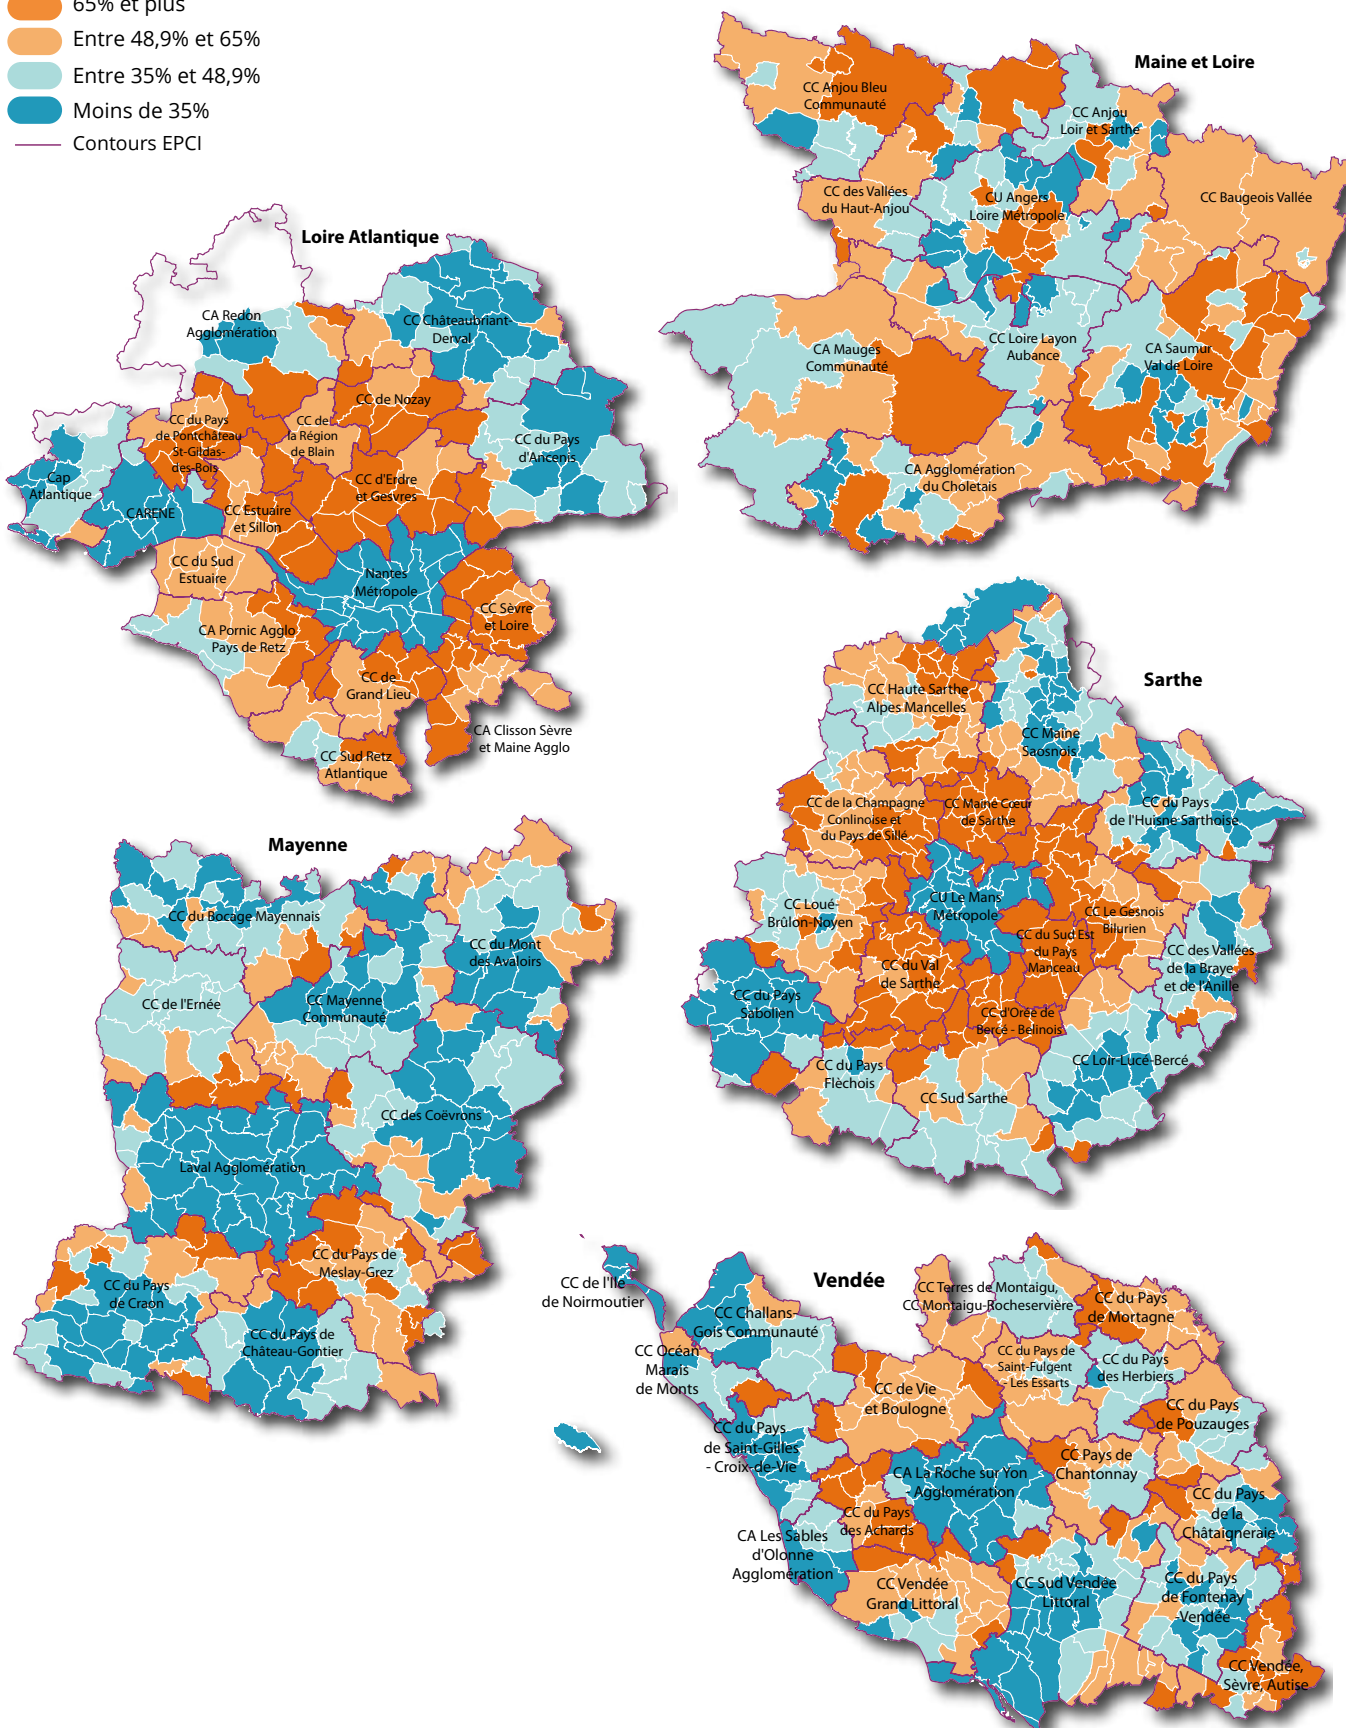 65% et plus
Entre 48,9% et 65%
Entre 35% et 48,9%
Moins de 35%
Contours EPCI
Maine et Loire
CC Anjou Bleu
Communauté
CC Anjou
Loir et Sarthe
CC des Vallées
du Haut-Anjou
CU Angers
Loire Métropole
CC Baugeois Vallée
CA Mauges
Communauté
CC Loire Layon
Aubance
CA Saumur
Val de Loire
CA Agglomération
du Choletais
Loire Atlantique
CA Redon
Agglomération
CC Châteaubriant-
Derval
CC du Pays
de Pontchâteau
St-Gildas-
des-Bois
CC de
la Région
de Blain
CC de Nozay
CC du Pays
d'Ancenis
Cap
Atlantique
CARENE
CC Estuaire
et Sillon
CC d'Erdre
et Gesvres
CC du Sud
Estuaire
Nantes
Métropole
CC Sèvre
et Loire
CA Pornic Agglo
Pays de Retz
CC de
Grand Lieu
CA Clisson Sèvre
et Maine Agglo
CC Sud Retz
Atlantique
Sarthe
CC Haute Sarthe
Alpes Mancelles
CC Maine
Saosnois
CC de la Champagne
Conlinoise et
du Pays de Sillé
CC Maine Cœur
de Sarthe
CC du Pays
de l'Huisne Sarthoise
CC Loué-
Brûlon-Noyen
CU Le Mans
Métropole
CC Le Gesnois
Bilurien
CC du Sud Est
du Pays
Manceau
CC des Vallées
de la Braye
et de l'Anille
CC du Val
de Sarthe
CC du Pays
Sabolien
CC d'Orée de
Bercé - Belinois
CC du Pays
Flèchois
CC Loir-Lucé-Bercé
CC Sud Sarthe
Mayenne
CC du Bocage Mayennais
CC du Mont
des Avaloirs
CC de l'Ernée
CC Mayenne
Communauté
CC des Coëvrons
Laval Agglomération
CC du Pays de
Meslay-Grez
CC du Pays
de Craon
CC du Pays de
Château-Gontier
Vendée
CC de l'Ile
de Noirmoutier
CC Challans-
Gois Communauté
CC Terres de Montaigu,
CC Montaigu-Rocheservière
CC du Pays
de Mortagne
CC Océan
Marais
de Monts
CC du Pays de
Saint-Fulgent
- Les Essarts
CC du Pays
des Herbiers
CC de Vie
et Boulogne
CC du Pays
de Pouzauges
CC du Pays
de Saint-Gilles
- Croix-de-Vie
CA La Roche sur Yon
- Agglomération
CC Pays de
Chantonnay
CC du Pays
de la
Châtaigneraie
CC du Pays
des Achards
CA Les Sables
d'Olonne
Agglomération
CC Vendée
Grand Littoral
CC Sud Vendée
Littoral
CC du Pays
de Fontenay
-Vendée
CC Vendée,
Sèvre, Autise